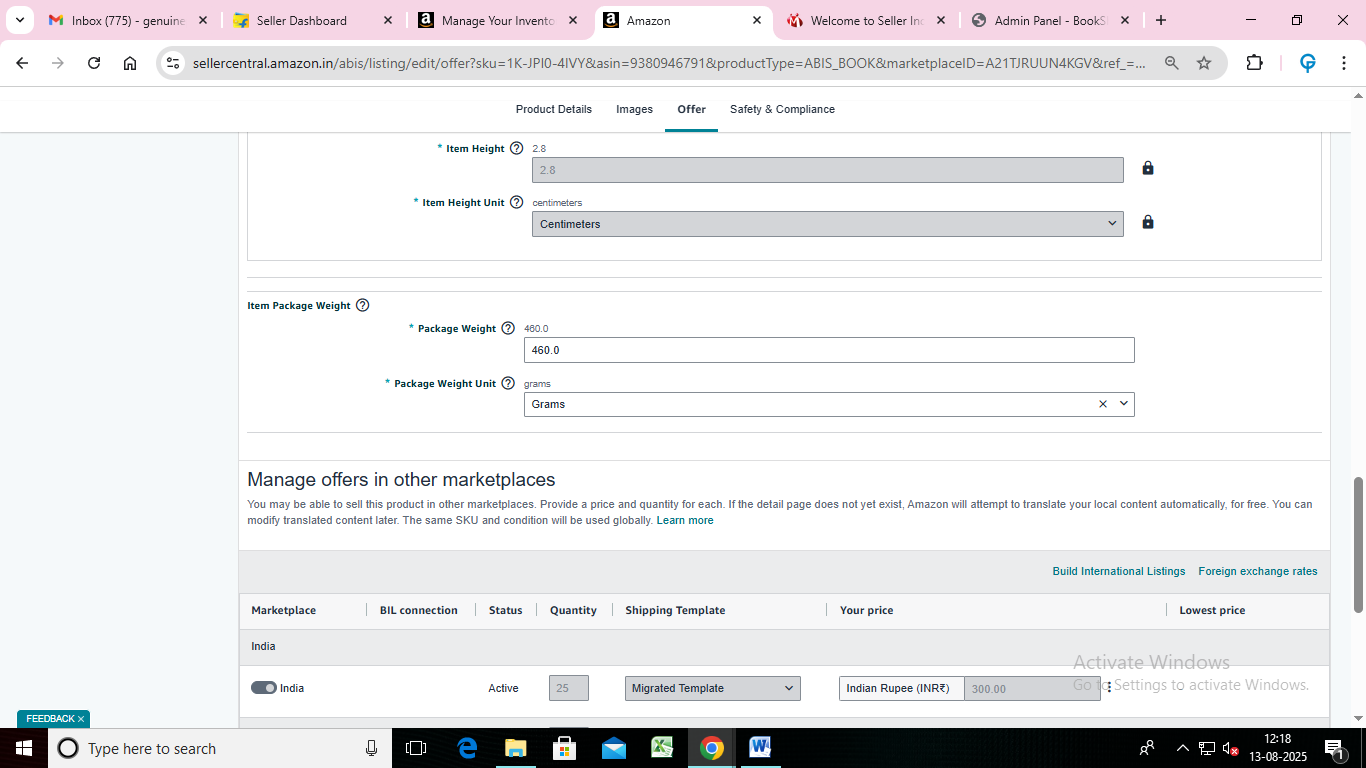 Inbox (775) - genuine
Seller Dashboard
Manage Your Invento
Amazon
Welcome to Seller In
Admin Panel - BookS
sellercentral.amazon.in/abis/listing/edit/offer?sku=1K-JPI0-4IVY&asin=9380946791&productType=ABIS_BOOK&marketplaceID=A21TJRUUN4KGV&ref_=...
Product Details Images Offer Safety & Compliance
* Item Height 2.8
2.8
* Item Height Unit centimeters
Centimeters
Item Package Weight
* Package Weight 460.0
460.0
* Package Weight Unit grams
Grams
Manage offers in other marketplaces
You may be able to sell this product in other marketplaces. Provide a price and quantity for each. If the detail page does not yet exist, Amazon will attempt to translate your local content automatically, for free. You can
modify translated content later. The same SKU and condition will be used globally. Learn more
Build International Listings Foreign exchange rates
Marketplace BIL connection Status Quantity Shipping Template Your price Lowest price
India
India Active 25 Migrated Template Indian Rupee (INR₹) 300.00
Activate Windows
Go to Settings to activate Windows.
FEEDBACK
Type here to search
12:18
13-08-2025
1